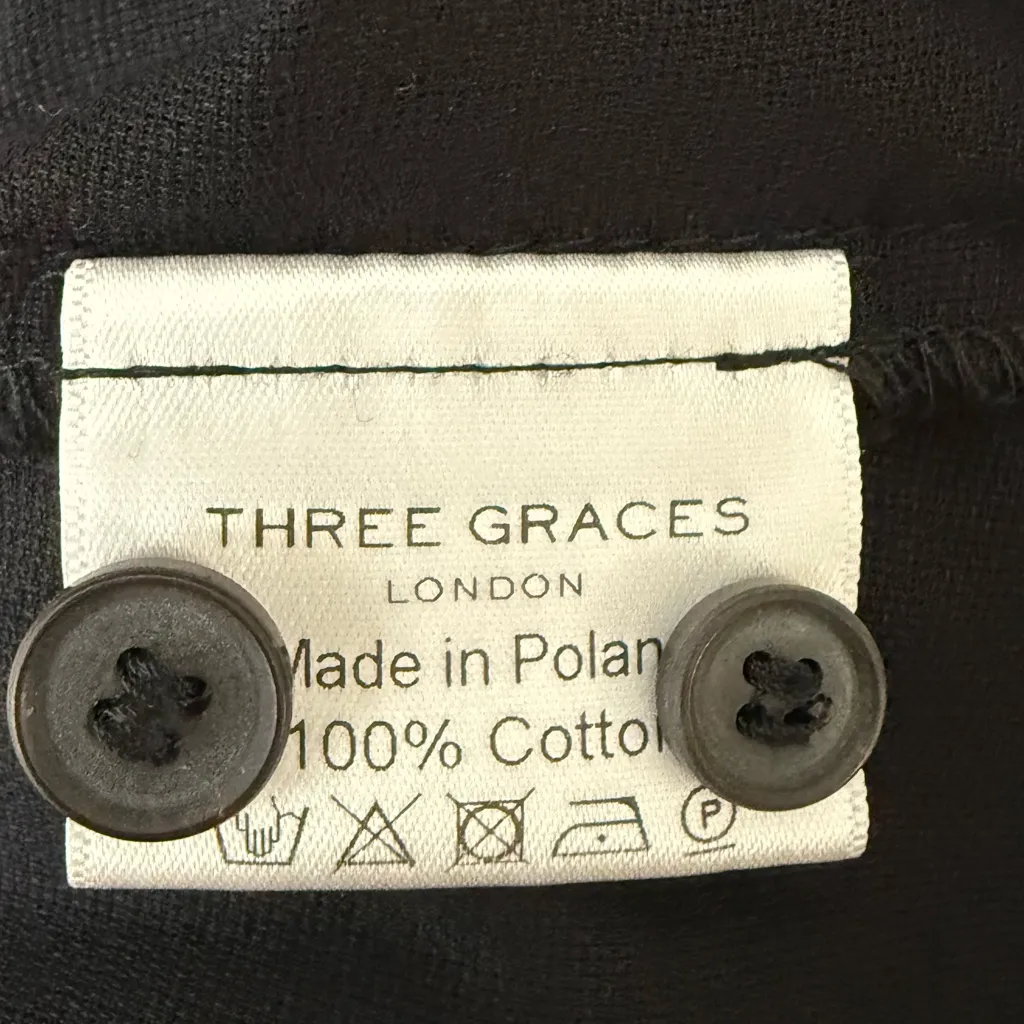 THREE GRACES
LONDON
Made in Polan
100% Cotto
P